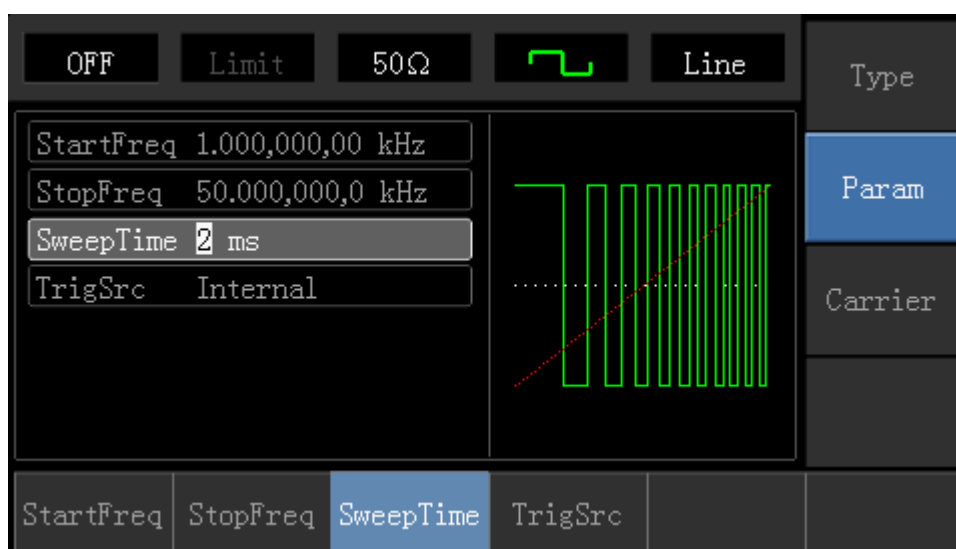 OFF Limit 50Ω Line
Type
StartFreq 1.000,000,00 kHz
StopFreq 50.000,000,0 kHz
Param
SweepTime 2 ms
TrigSrc Internal
Carrier
StartFreq StopFreq SweepTime TrigSrc